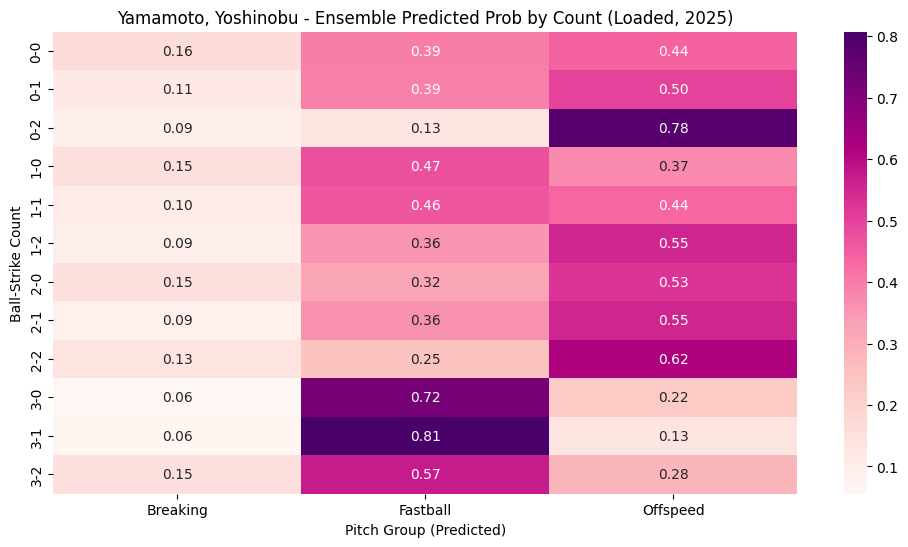 Yamamoto, Yoshinobu - Ensemble Predicted Prob by Count (Loaded, 2025)
Ball-Strike Count
0-0 0.16 0.39 0.44
0-1 0.11 0.39 0.50
0-2 0.09 0.13 0.78
1-0 0.15 0.47 0.37
1-1 0.10 0.46 0.44
1-2 0.09 0.36 0.55
2-0 0.15 0.32 0.53
2-1 0.09 0.36 0.55
2-2 0.13 0.25 0.62
3-0 0.06 0.72 0.22
3-1 0.06 0.81 0.13
3-2 0.15 0.57 0.28
Breaking Fastball Offspeed
Pitch Group (Predicted)
0.8
0.7
0.6
0.5
0.4
0.3
0.2
0.1